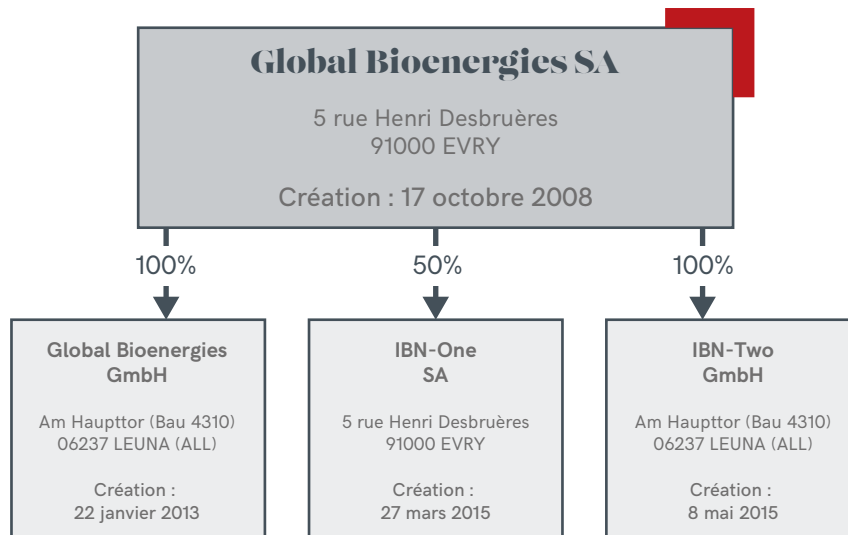 Global Bioenergies SA
5 rue Henri Desbruères
91000 EVRY
Création : 17 octobre 2008
100%
50%
100%
Global Bioenergies
GmbH
Am Haupttor (Bau 4310)
06237 LEUNA (ALL)
Création :
22 janvier 2013
IBN-One
SA
5 rue Henri Desbruères
91000 EVRY
Création :
27 mars 2015
IBN-Two
GmbH
Am Haupttor (Bau 4310)
06237 LEUNA (ALL)
Création :
8 mai 2015